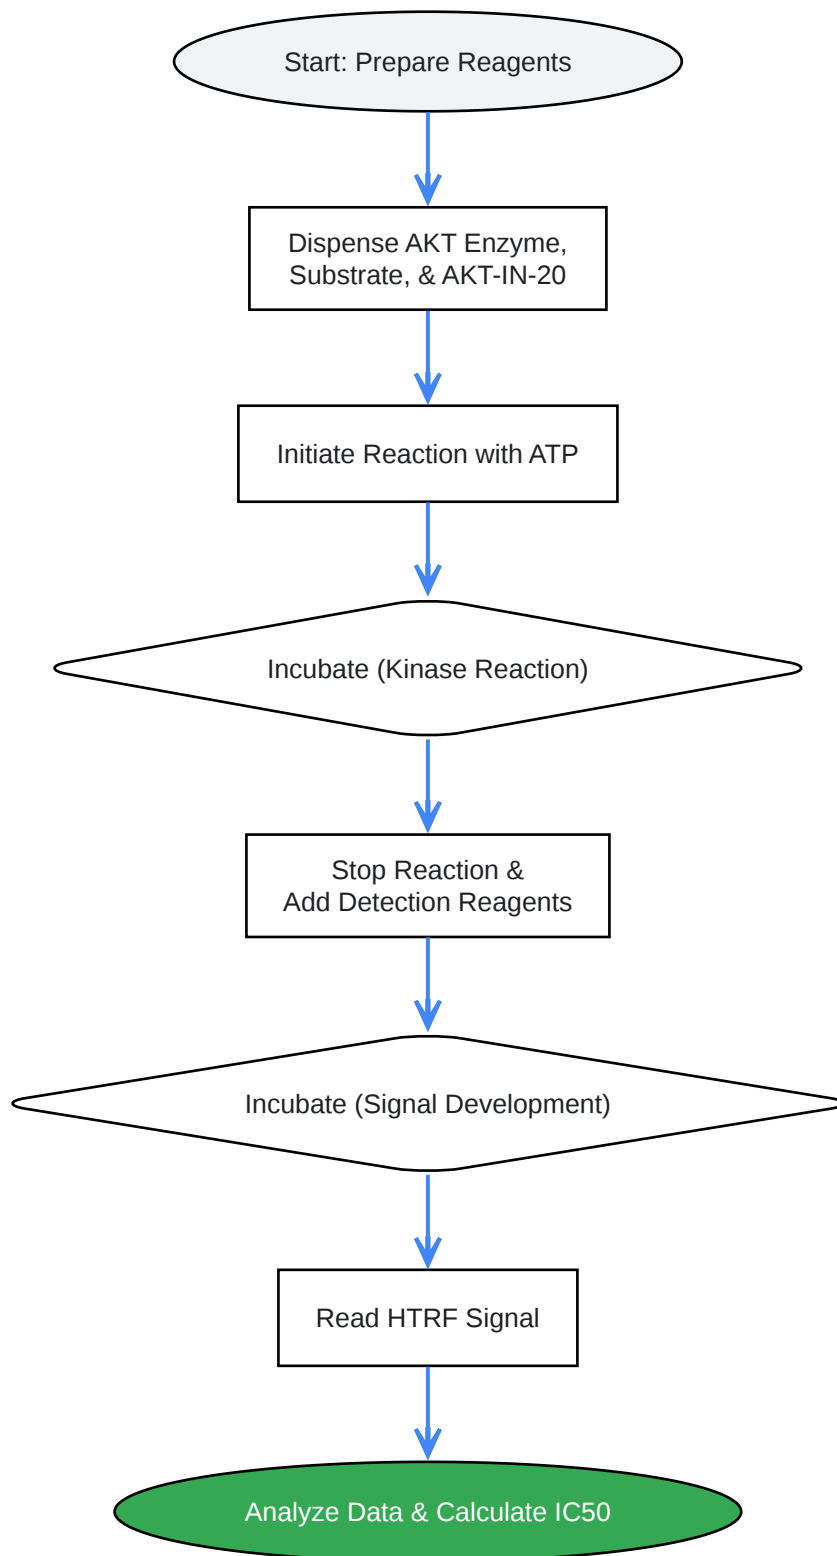 Start: Prepare Reagents
Dispense AKT Enzyme,
Substrate, & AKT-IN-20
Initiate Reaction with ATP
Incubate (Kinase Reaction)
Stop Reaction &
Add Detection Reagents
Incubate (Signal Development)
Read HTRF Signal
Analyze Data & Calculate IC50